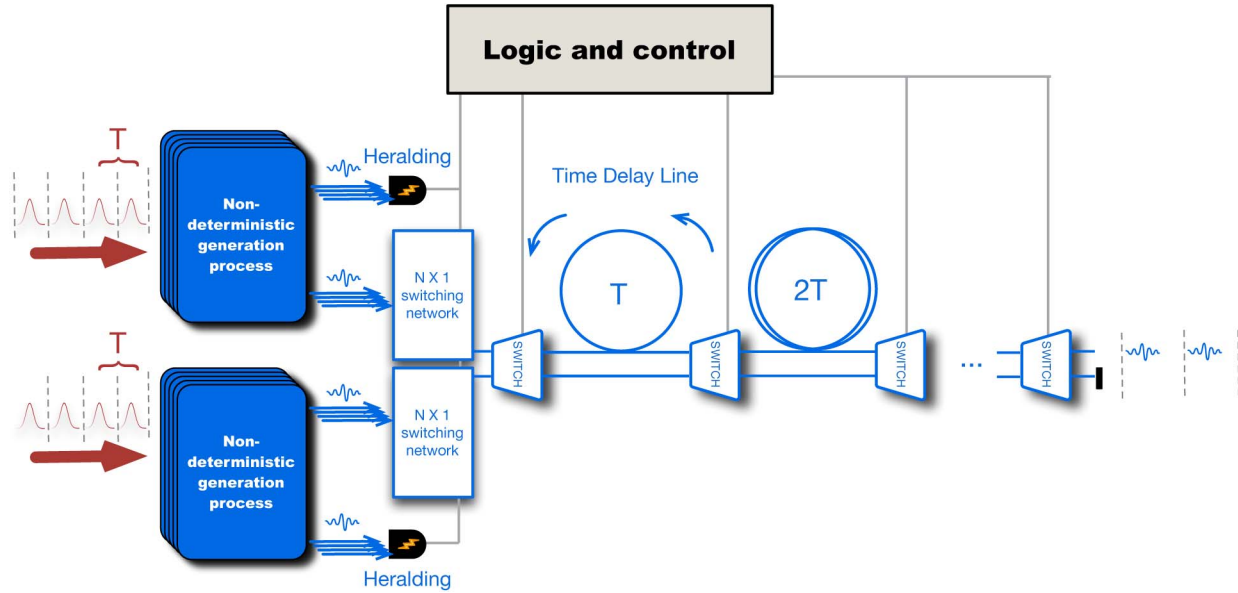 Logic and control
T
Non-
deterministic
generation
process
Heralding
Time Delay Line
N X 1
switching
network
T
2T
SWITCH
SWITCH
SWITCH
...
SWITCH
T
Non-
deterministic
generation
process
N X 1
switching
network
Heralding